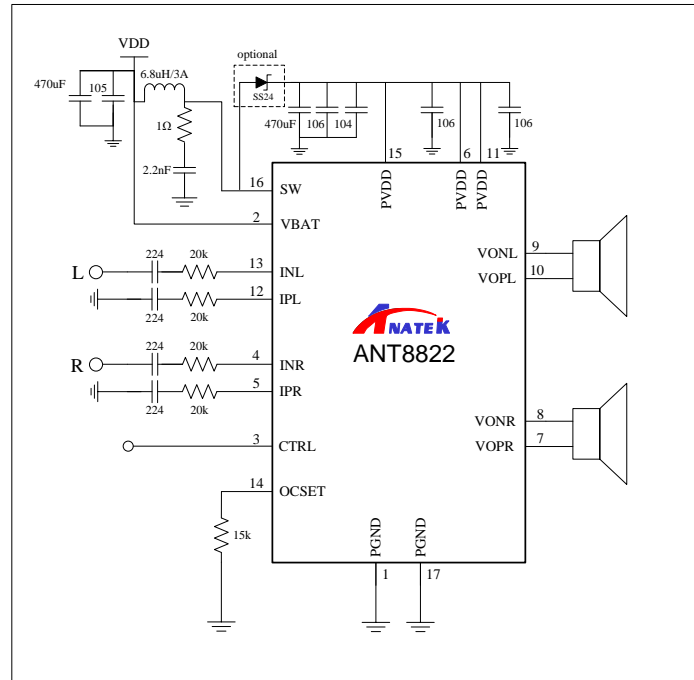 optional
VDD
6.8uH/3A
470uF
105
SS24
1Ω
2.2nF
470uF
106
104
106
106
15
6
11
PVDD
PVDD
PVDD
16
SW
2
VBAT
L
224
20k
13
INL
224
20k
12
IPL
R
224
20k
4
INR
224
20k
5
IPR
3
CTRL
14
OCSET
15k
VONL
9
VOPL
10
ANATEK
ANT8822
VONR
8
VOPR
7
PGND
PGND
1
17